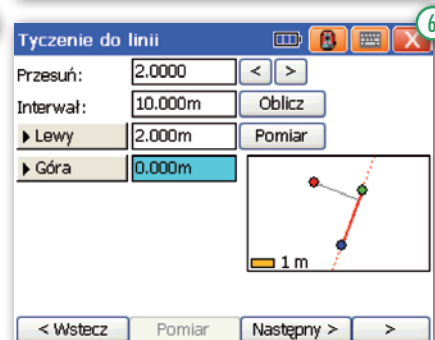 6
Tyczenie do linii
Przesuń: 2.0000 < >
Interwał: 10.000m Oblicz
Lewy 2.000m Pomiar
Góra 0.000m
1 m
< Wstecz Pomiar Następny > >